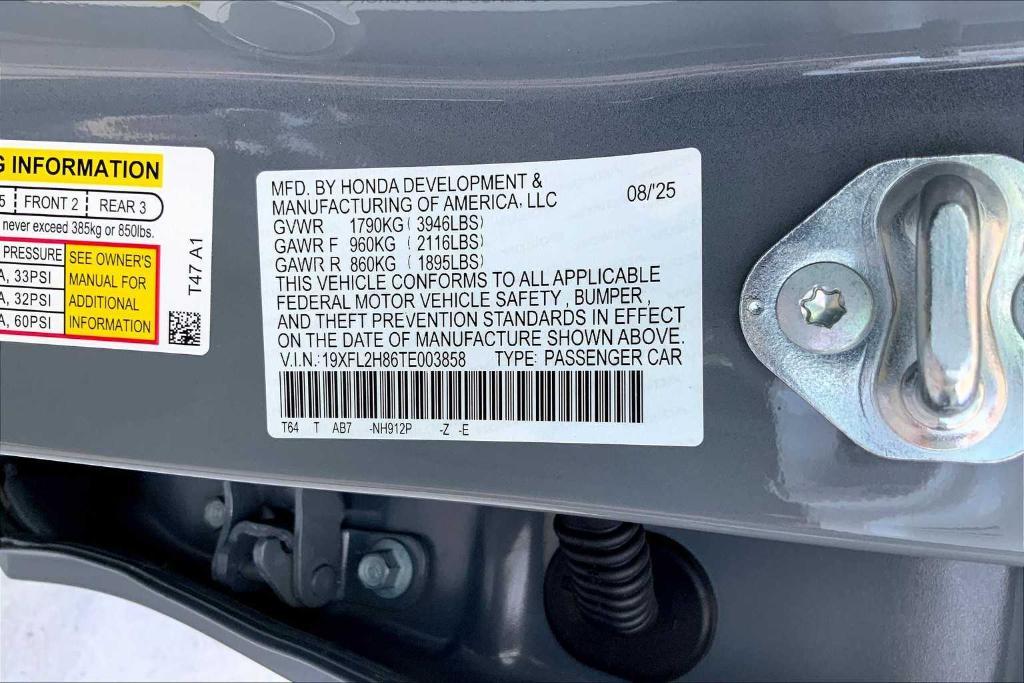 G INFORMATION
5 FRONT 2 REAR 3
never exceed 385kg or 850lbs.
PRESSURE
A, 33PSI
A, 32PSI
A, 60PSI
SEE OWNER'S
MANUAL FOR
ADDITIONAL
INFORMATION
T47 A1
MFD. BY HONDA DEVELOPMENT & 08/'25
MANUFACTURING OF AMERICA, LLC
GVWR 1790KG ( 3946LBS)
GAWR F 960KG ( 2116LBS)
GAWR R 860KG ( 1895LBS)
THIS VEHICLE CONFORMS TO ALL APPLICABLE
FEDERAL MOTOR VEHICLE SAFETY , BUMPER ,
AND THEFT PREVENTION STANDARDS IN EFFECT
ON THE DATE OF MANUFACTURE SHOWN ABOVE.
V.I.N.: 19XFL2H86TE003858 TYPE: PASSENGER CAR
T64 T AB7 -NH912P -Z -E